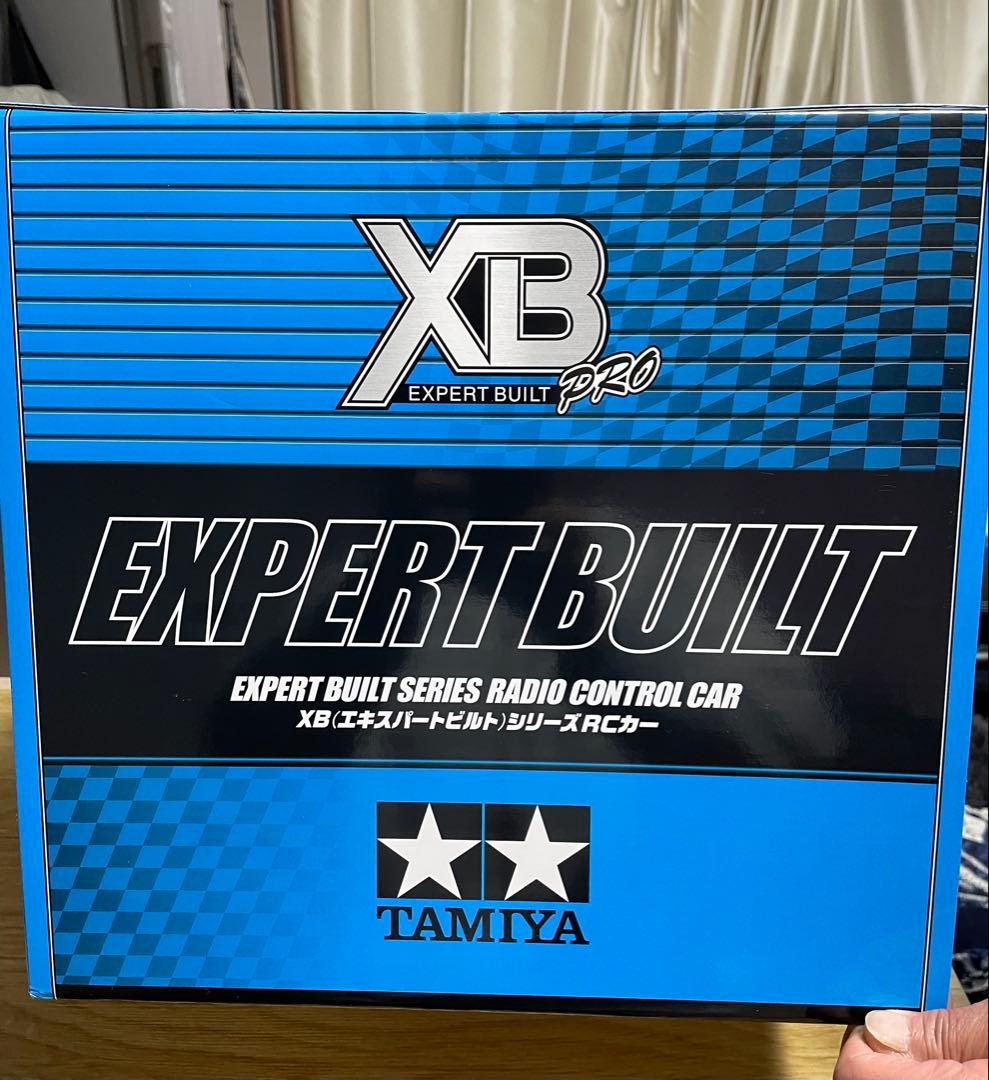 XB
EXPERT BUILT PRO
EXPERT BUILT
EXPERT BUILT SERIES RADIO CONTROL CAR
XB(エキスパートビルト)シリーズRCカー
TAMIYA